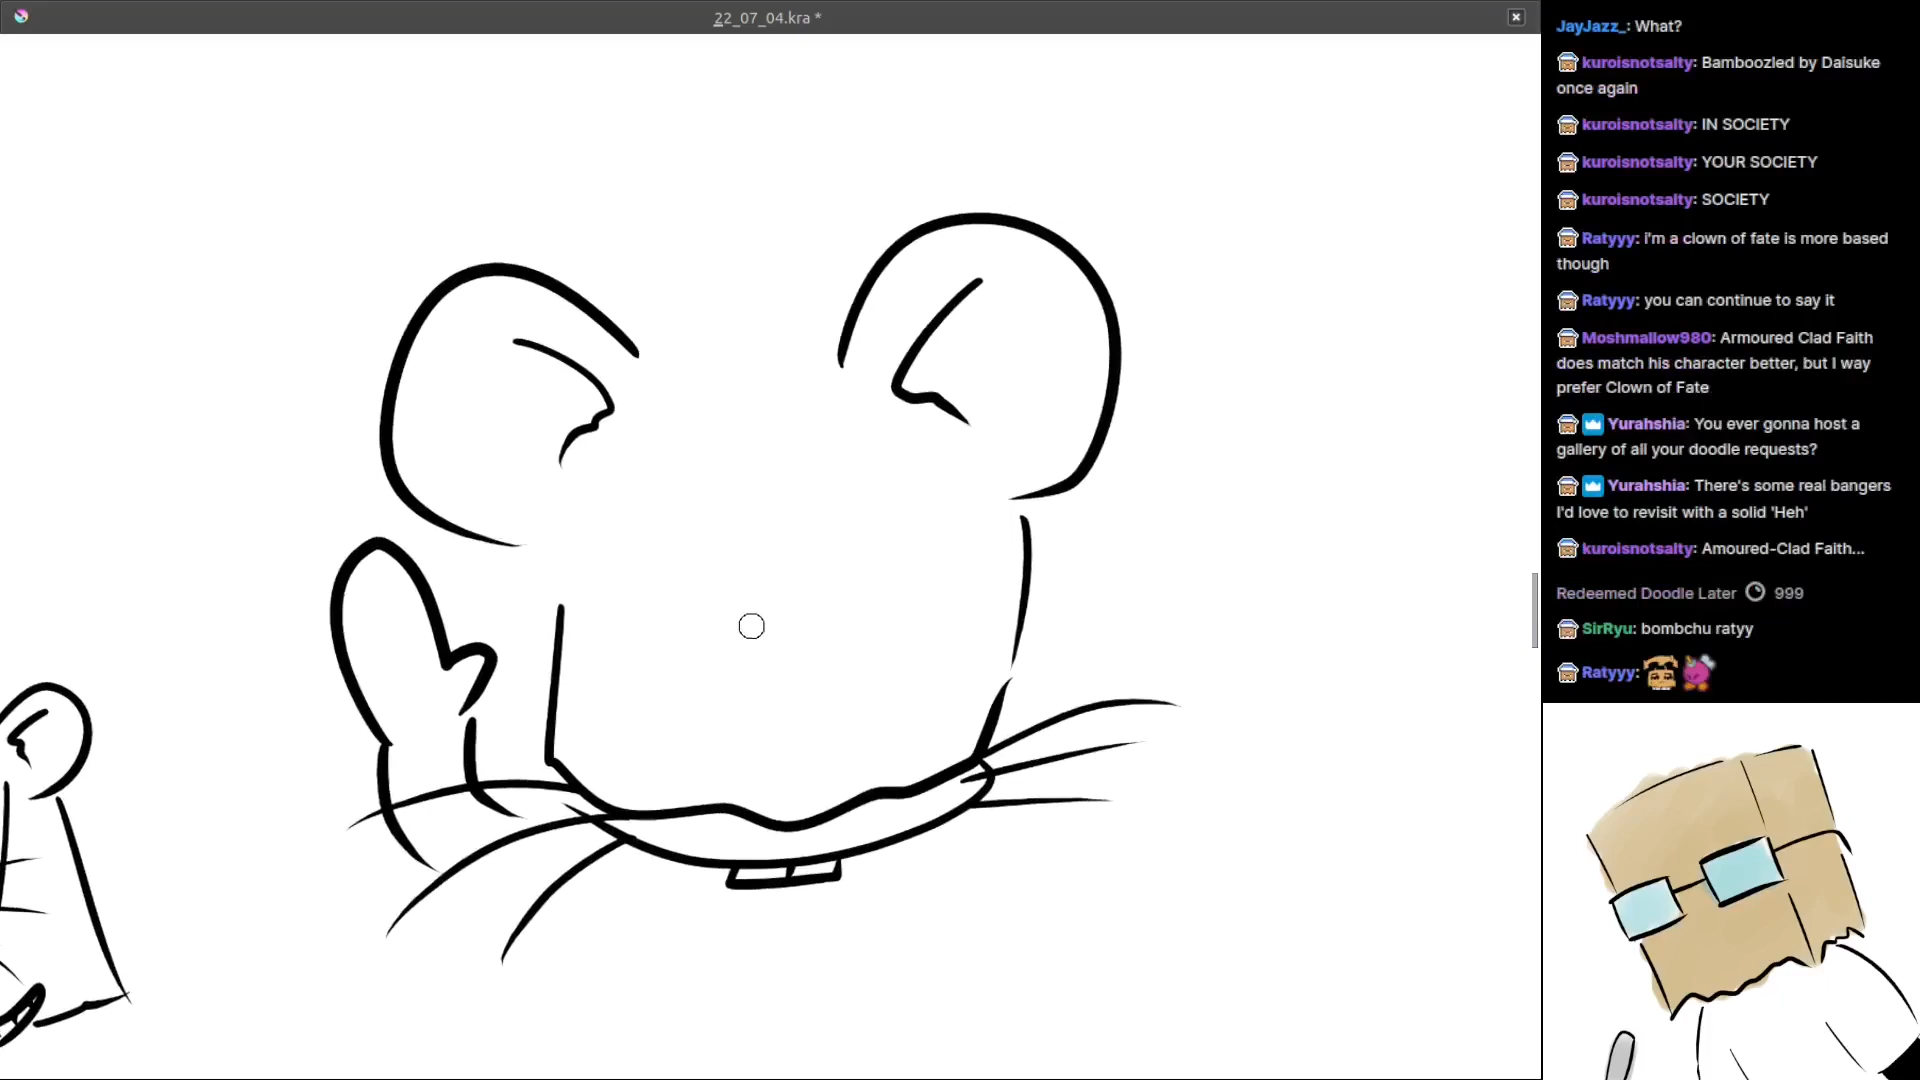 22_07_04.kra *
JayJazz_: What?
kuroisnotsalty: Bamboozled by Daisuke
once again
kuroisnotsalty: IN SOCIETY
kuroisnotsalty: YOUR SOCIETY
kuroisnotsalty: SOCIETY
Ratyyy: i'm a clown of fate is more based
though
Ratyyy: you can continue to say it
Moshmallow980: Armoured Clad Faith
does match his character better, but I way
prefer Clown of Fate
Yurahshia: You ever gonna host a
gallery of all your doodle requests?
Yurahshia: There's some real bangers
I'd love to revisit with a solid 'Heh'
kuroisnotsalty: Amoured-Clad Faith...
Redeemed Doodle Later 999
SirRyu: bombchu ratyy
Ratyyy: